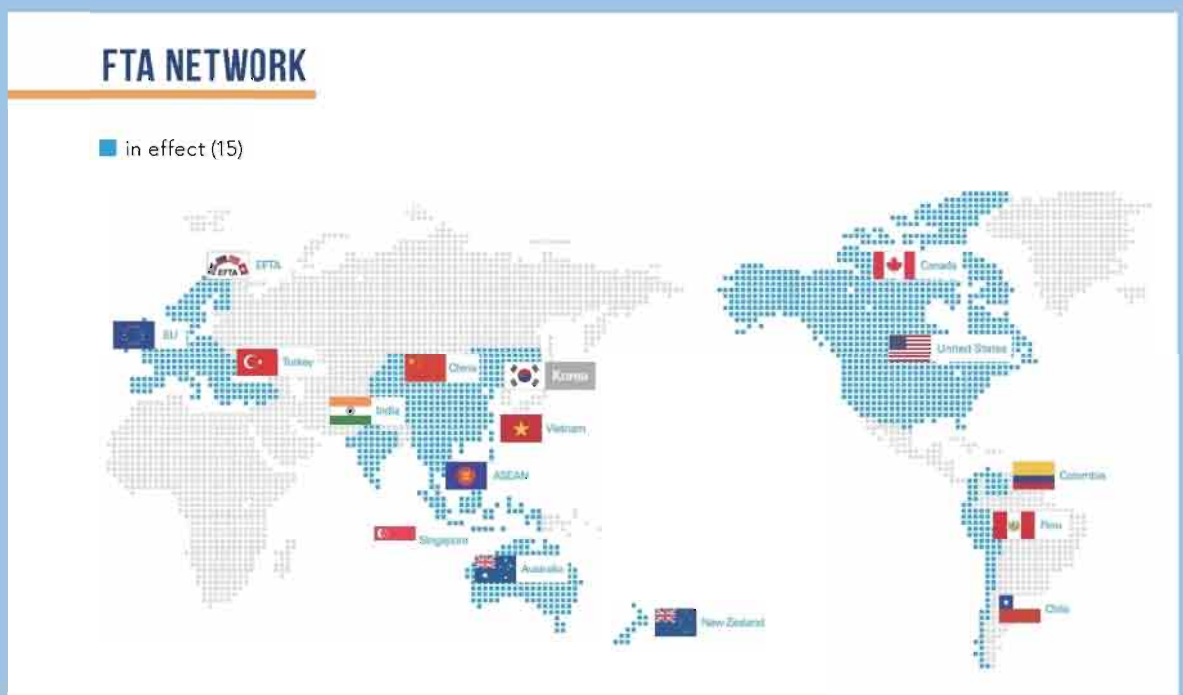 FTA NETWORK
in effect (15)
EFTA
EFTA
Canada
EU
United States
Turkey
China
Korea
India
Vietnam
ASEAN
Colombia
Peru
Singapore
Australia
Chile
New Zealand